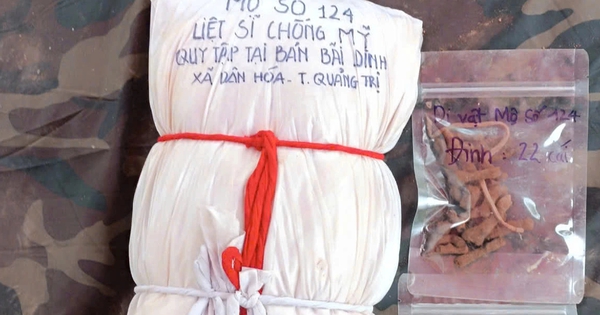 MỘ SỐ 124
LIỆT SĨ CHỐNG MỸ
QUY TẬP TẠI BẢN BÃI DINH
XÃ DÂN HÓA - T. QUẢNG TRỊ
Di vật Mộ số 124
Đinh: 22 cái